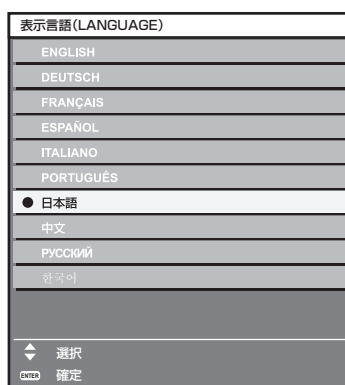 表示言語(LANGUAGE)
ENGLISH
DEUTSCH
FRANÇAIS
ESPAÑOL
ITALIANO
PORTUGUÊS
日本語
中文
РУССКИЙ
한국어
選択
ENTER 確定